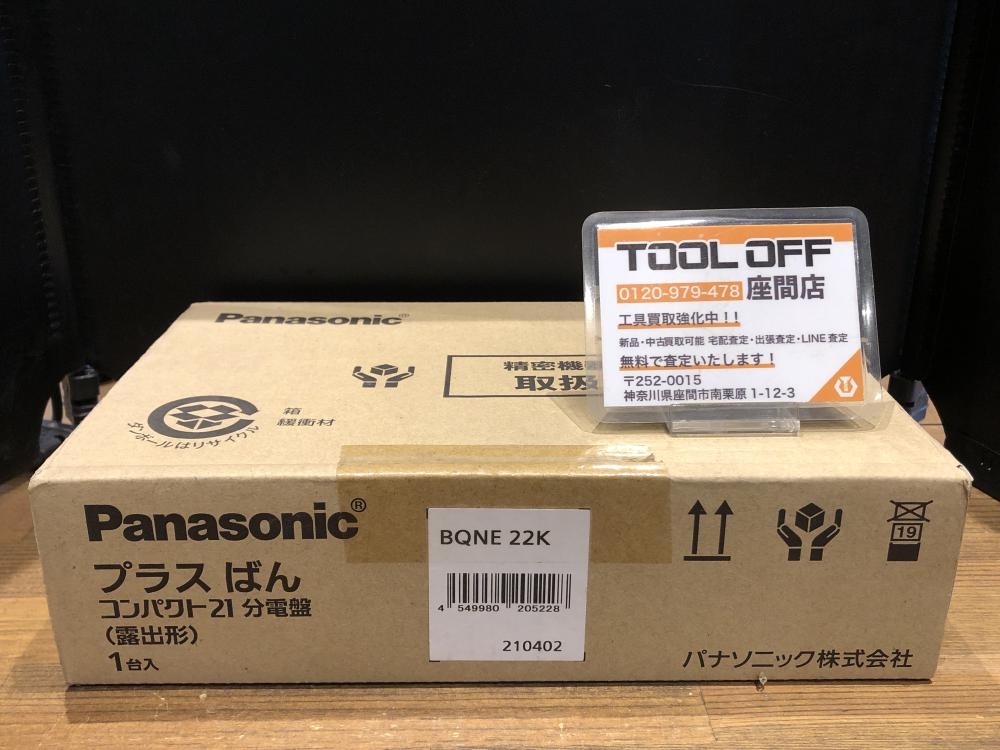 TOOL OFF
0120-979-478 座間店
工具買取強化中！！
新品・中古買取可能 宅配査定・出張査定・LINE査定
無料で査定いたします！
〒252-0015
神奈川県座間市南栗原 1-12-3
Panasonic®
精密機器
取扱
箱
緩衝材
ダンボールはリサイクル
Panasonic®
プラス ばん
コンパクト21 分電盤
(露出形)
1台入
BQNE 22K
4 549980 205228
210402
19
パナソニック株式会社